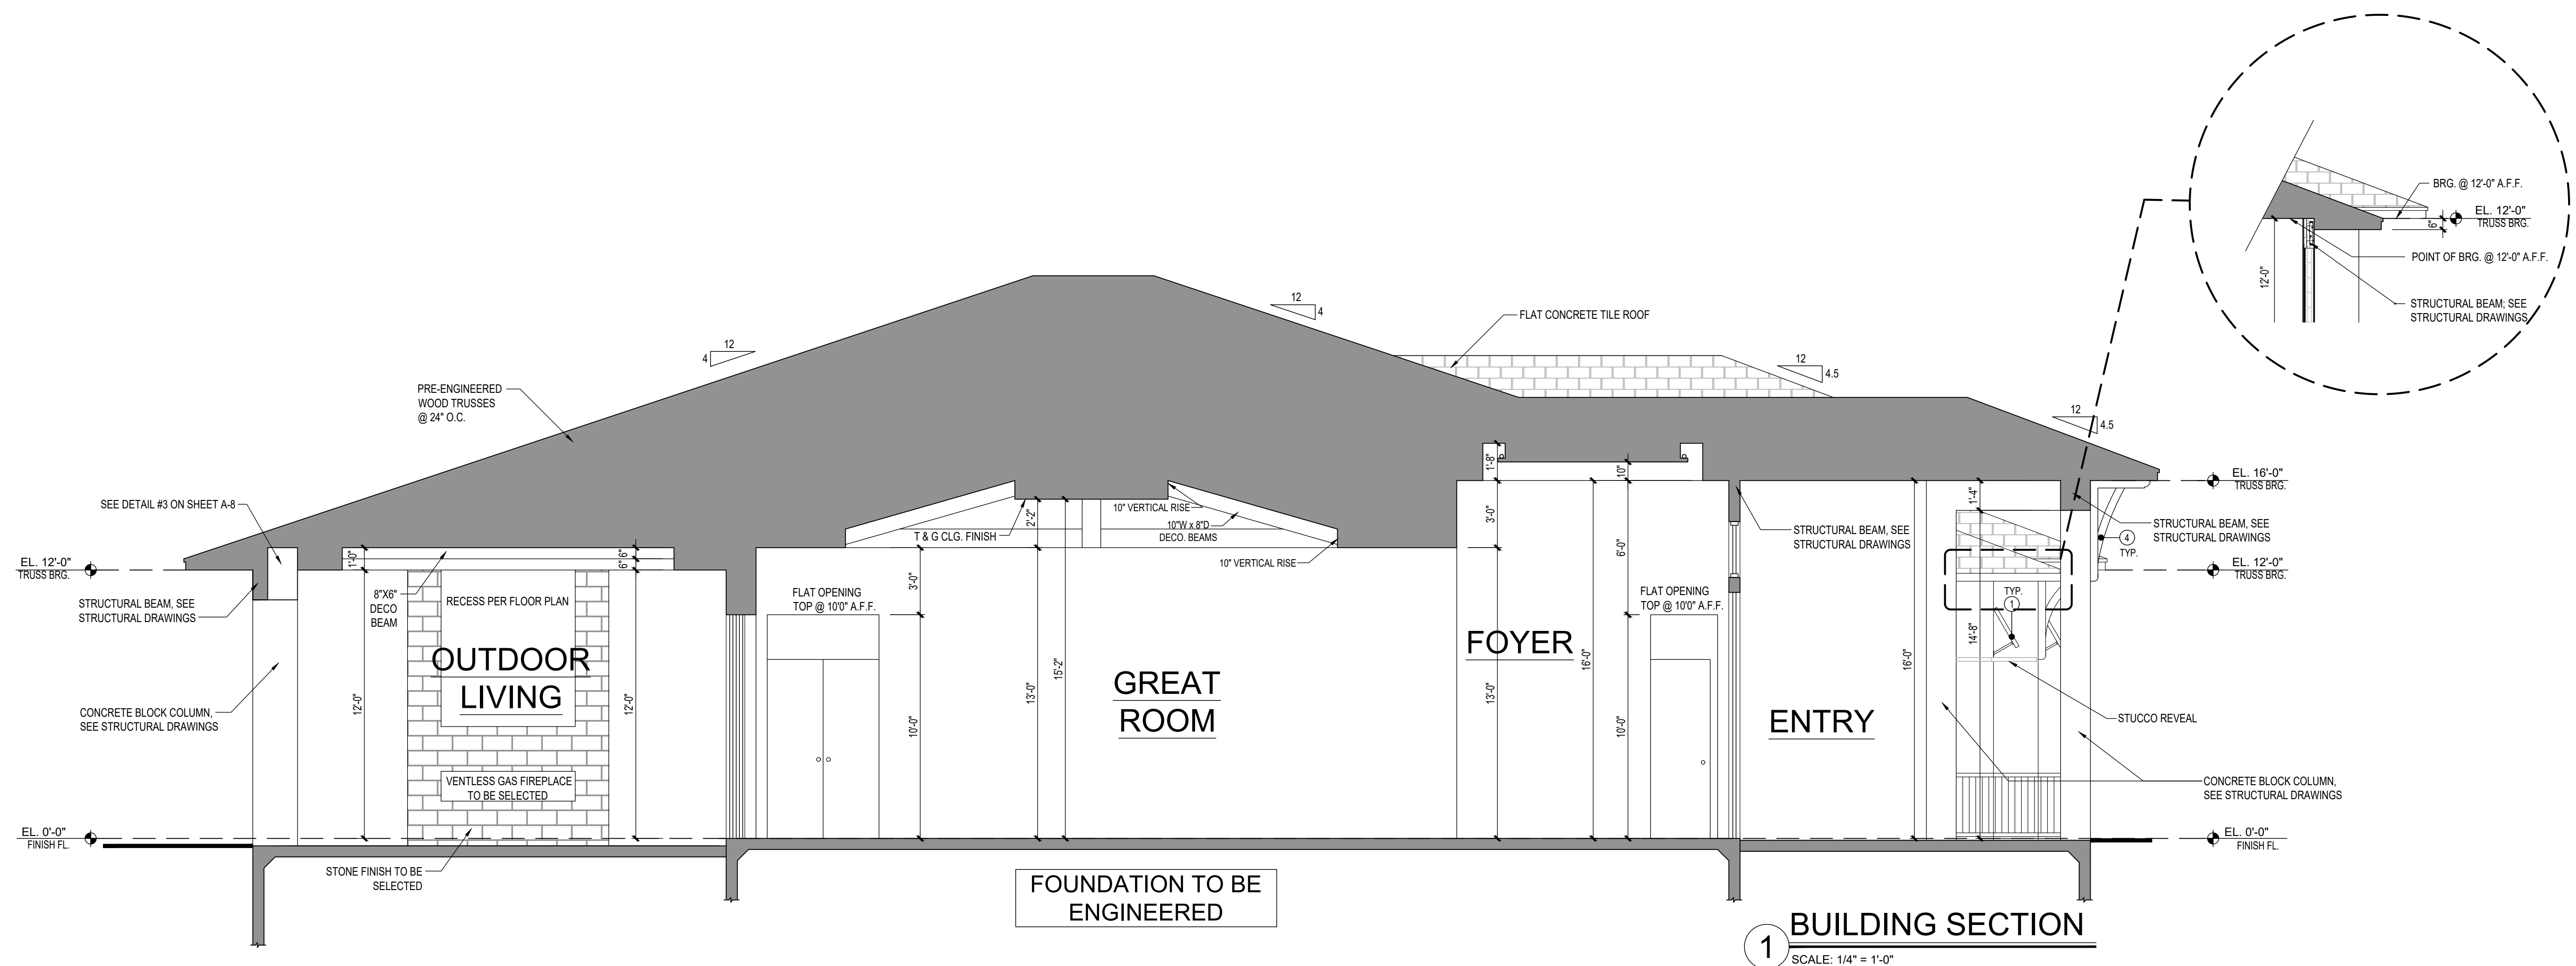 BRG. @ 12'-0" A.F.F.
EL. 12'-0"
TRUSS BRG.
6"
POINT OF BRG. @ 12'-0" A.F.F.
12'-0"
STRUCTURAL BEAM; SEE
STRUCTURAL DRAWINGS
12
4
FLAT CONCRETE TILE ROOF
12
4
12
4.5
PRE-ENGINEERED
WOOD TRUSSES
@ 24" O.C.
12
4.5
SEE DETAIL #3 ON SHEET A-8
EL. 12'-0"
TRUSS BRG.
STRUCTURAL BEAM, SEE
STRUCTURAL DRAWINGS
CONCRETE BLOCK COLUMN,
SEE STRUCTURAL DRAWINGS
EL. 0'-0"
FINISH FL.
1'-0"
6"
6"
8"X6"
DECO
BEAM
RECESS PER FLOOR PLAN
OUTDOOR
LIVING
12'-0"
12'-0"
VENTLESS GAS FIREPLACE
TO BE SELECTED
STONE FINISH TO BE
SELECTED
FLAT OPENING
TOP @ 10'0" A.F.F.
3'-0"
10'-0"
T & G CLG. FINISH
2'-2"
13'-0"
15'-2"
10" VERTICAL RISE
10"W x 8"D
DECO. BEAMS
10" VERTICAL RISE
GREAT
ROOM
FOYER
1'-8"
3'-0"
13'-0"
16'-0"
10"
6'-0"
10'-0"
FLAT OPENING
TOP @ 10'0" A.F.F.
STRUCTURAL BEAM, SEE
STRUCTURAL DRAWINGS
ENTRY
16'-0"
1'-4"
14'-8"
TYP.
1
EL. 16'-0"
TRUSS BRG.
STRUCTURAL BEAM, SEE
STRUCTURAL DRAWINGS
4
TYP.
EL. 12'-0"
TRUSS BRG.
STUCCO REVEAL
CONCRETE BLOCK COLUMN,
SEE STRUCTURAL DRAWINGS
EL. 0'-0"
FINISH FL.
FOUNDATION TO BE
ENGINEERED
1
BUILDING SECTION
SCALE: 1/4" = 1'-0"